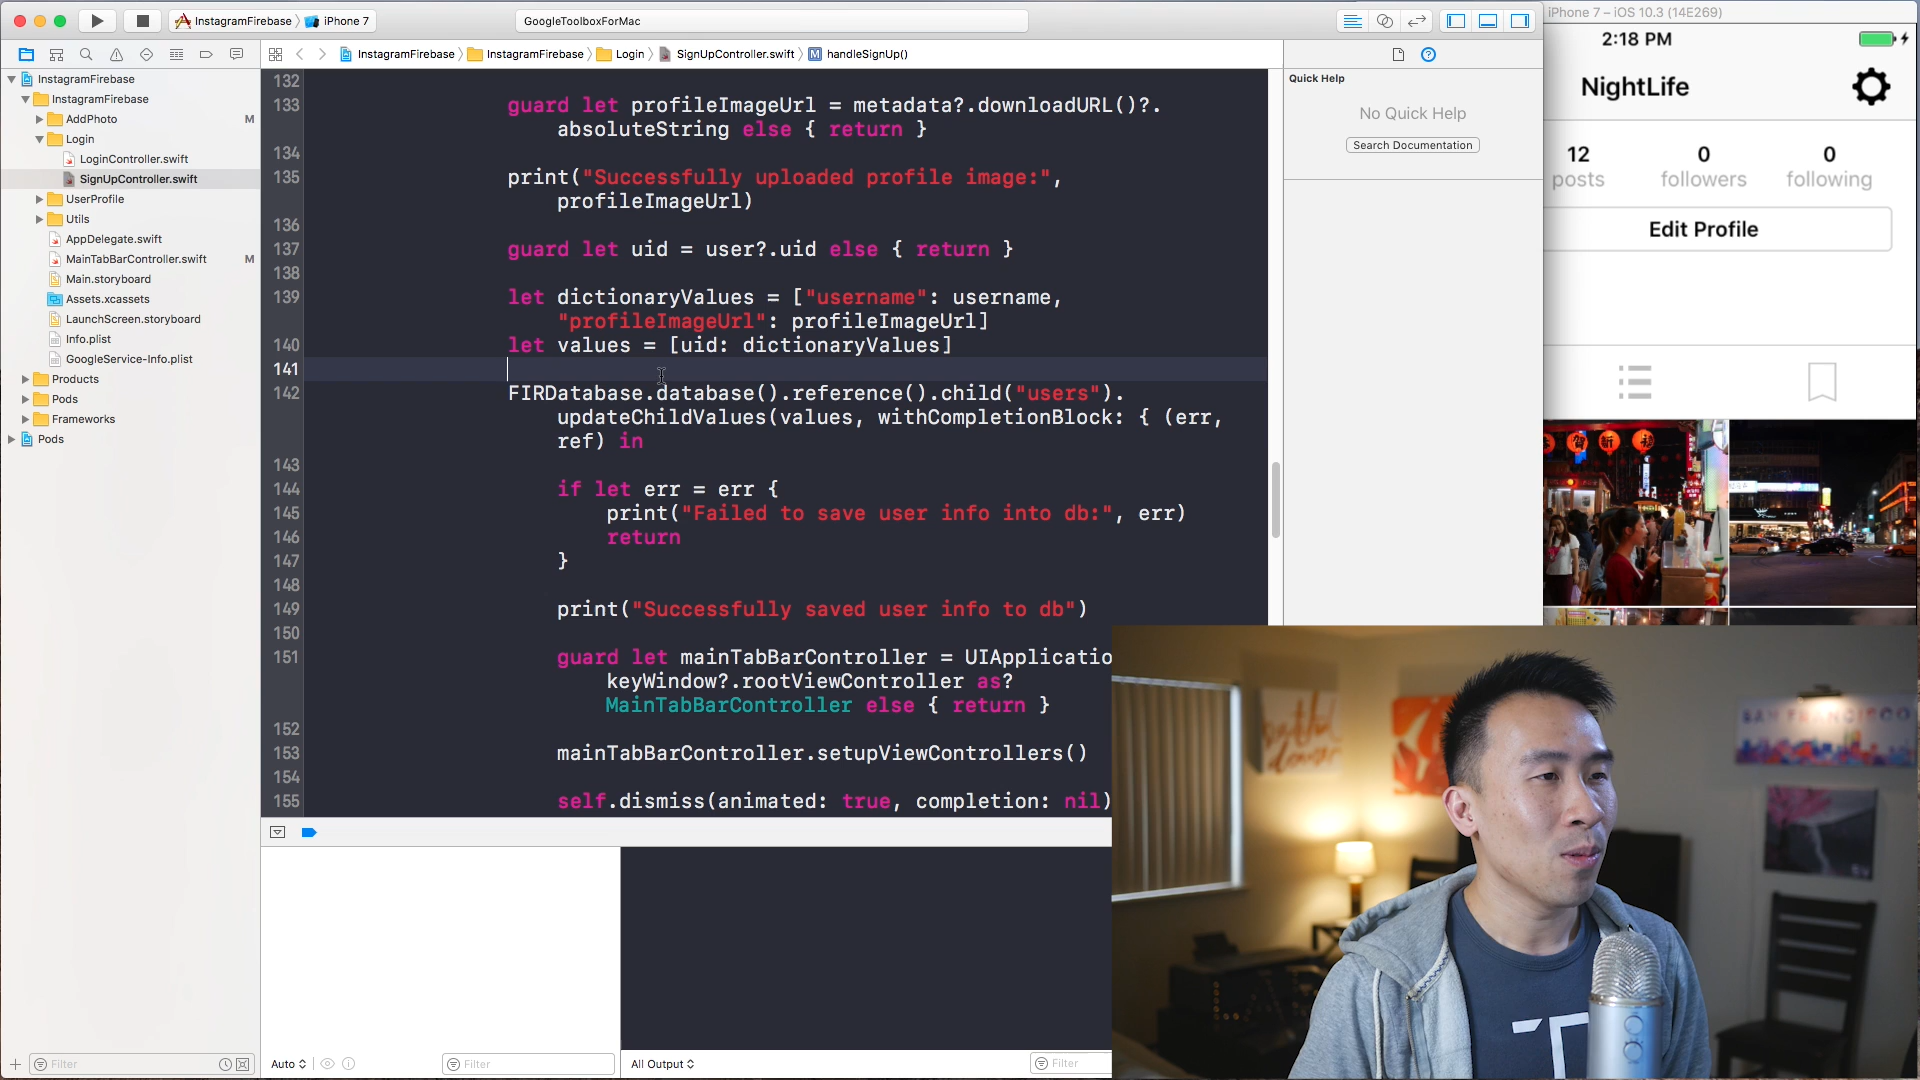 InstagramFirebase
iPhone 7
GoogleToolboxForMac
iPhone 7 – iOS 10.3 (14E269)
InstagramFirebase
InstagramFirebase
Login
SignUpController.swift
M
handleSignUp()
2:18 PM
NightLife
12
0
0
posts
followers
following
Edit Profile
InstagramFirebase
InstagramFirebase
AddPhoto
M
Login
LoginController.swift
SignUpController.swift
UserProfile
Utils
AppDelegate.swift
MainTabBarController.swift
M
Main.storyboard
Assets.xcassets
LaunchScreen.storyboard
Info.plist
GoogleService-Info.plist
Products
Pods
Frameworks
Pods
Filter
132
133 guard let profileImageUrl = metadata?.downloadURL()?.
absoluteString else { return }
134
135 print("Successfully uploaded profile image:",
profileImageUrl)
136
137 guard let uid = user?.uid else { return }
138
139 let dictionaryValues = ["username": username,
"profileImageUrl": profileImageUrl]
140 let values = [uid: dictionaryValues]
141
142 FIRDatabase.database().reference().child("users").
updateChildValues(values, withCompletionBlock: { (err,
ref) in
143
144 if let err = err {
145 print("Failed to save user info into db:", err)
146 return
147 }
148
149 print("Successfully saved user info to db")
150
151 guard let mainTabBarController = UIApplicatio
keyWindow?.rootViewController as?
MainTabBarController else { return }
152
153 mainTabBarController.setupViewControllers()
154
155 self.dismiss(animated: true, completion: nil)
Quick Help
No Quick Help
Search Documentation
Auto
Filter
All Output
Filter
賀
新
SAN FRANCISCO